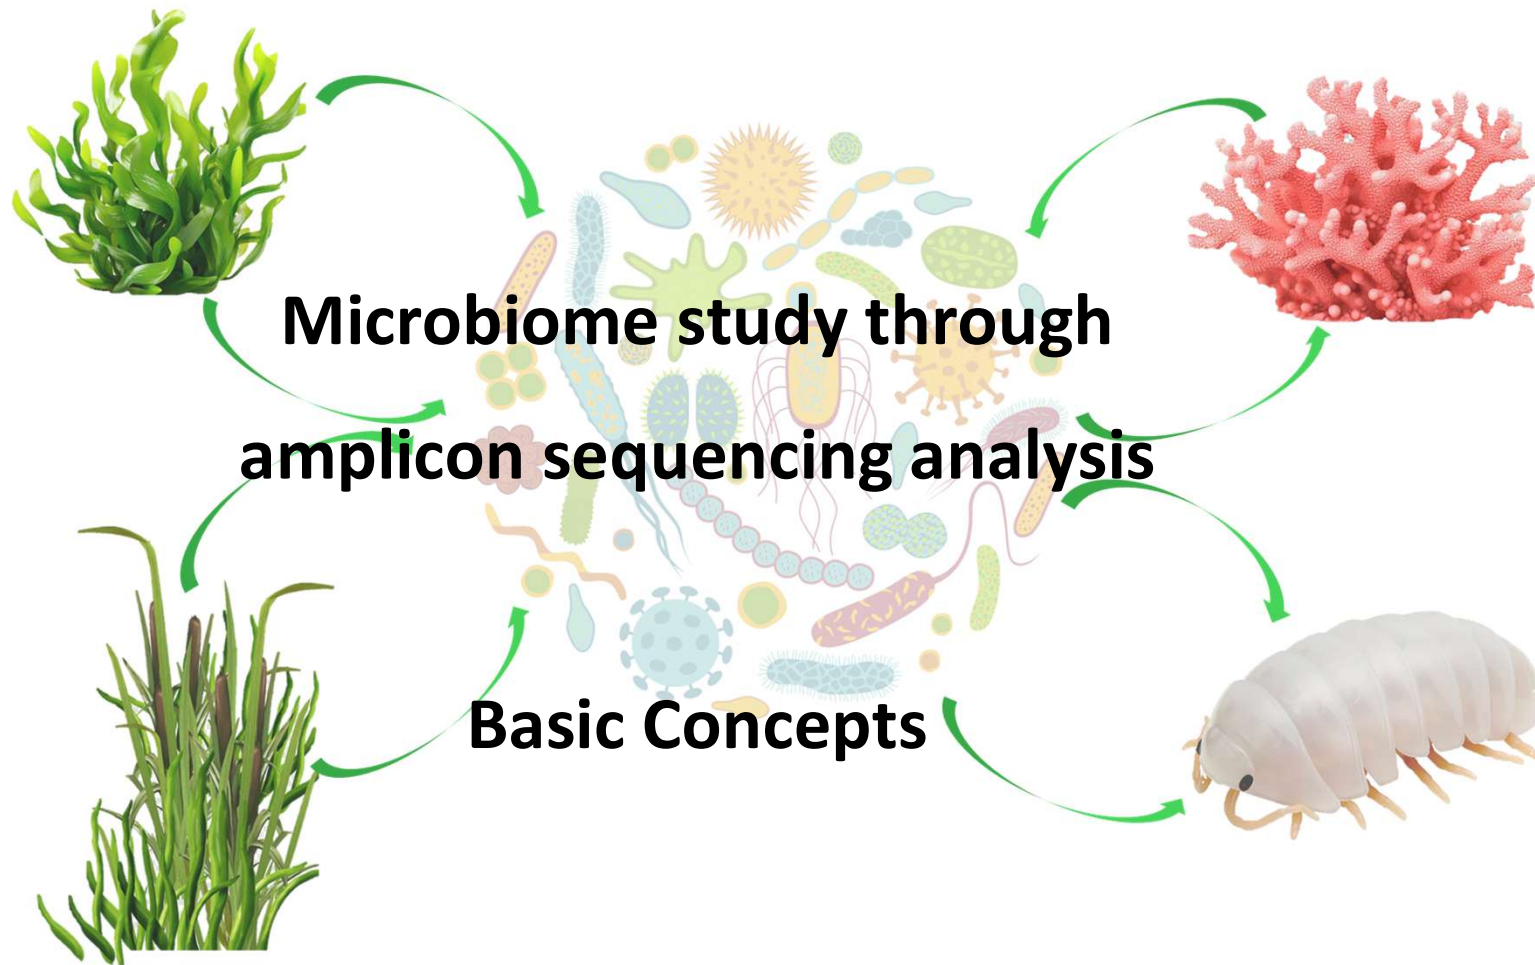 Microbiome study through
amplicon sequencing analysis
Basic Concepts